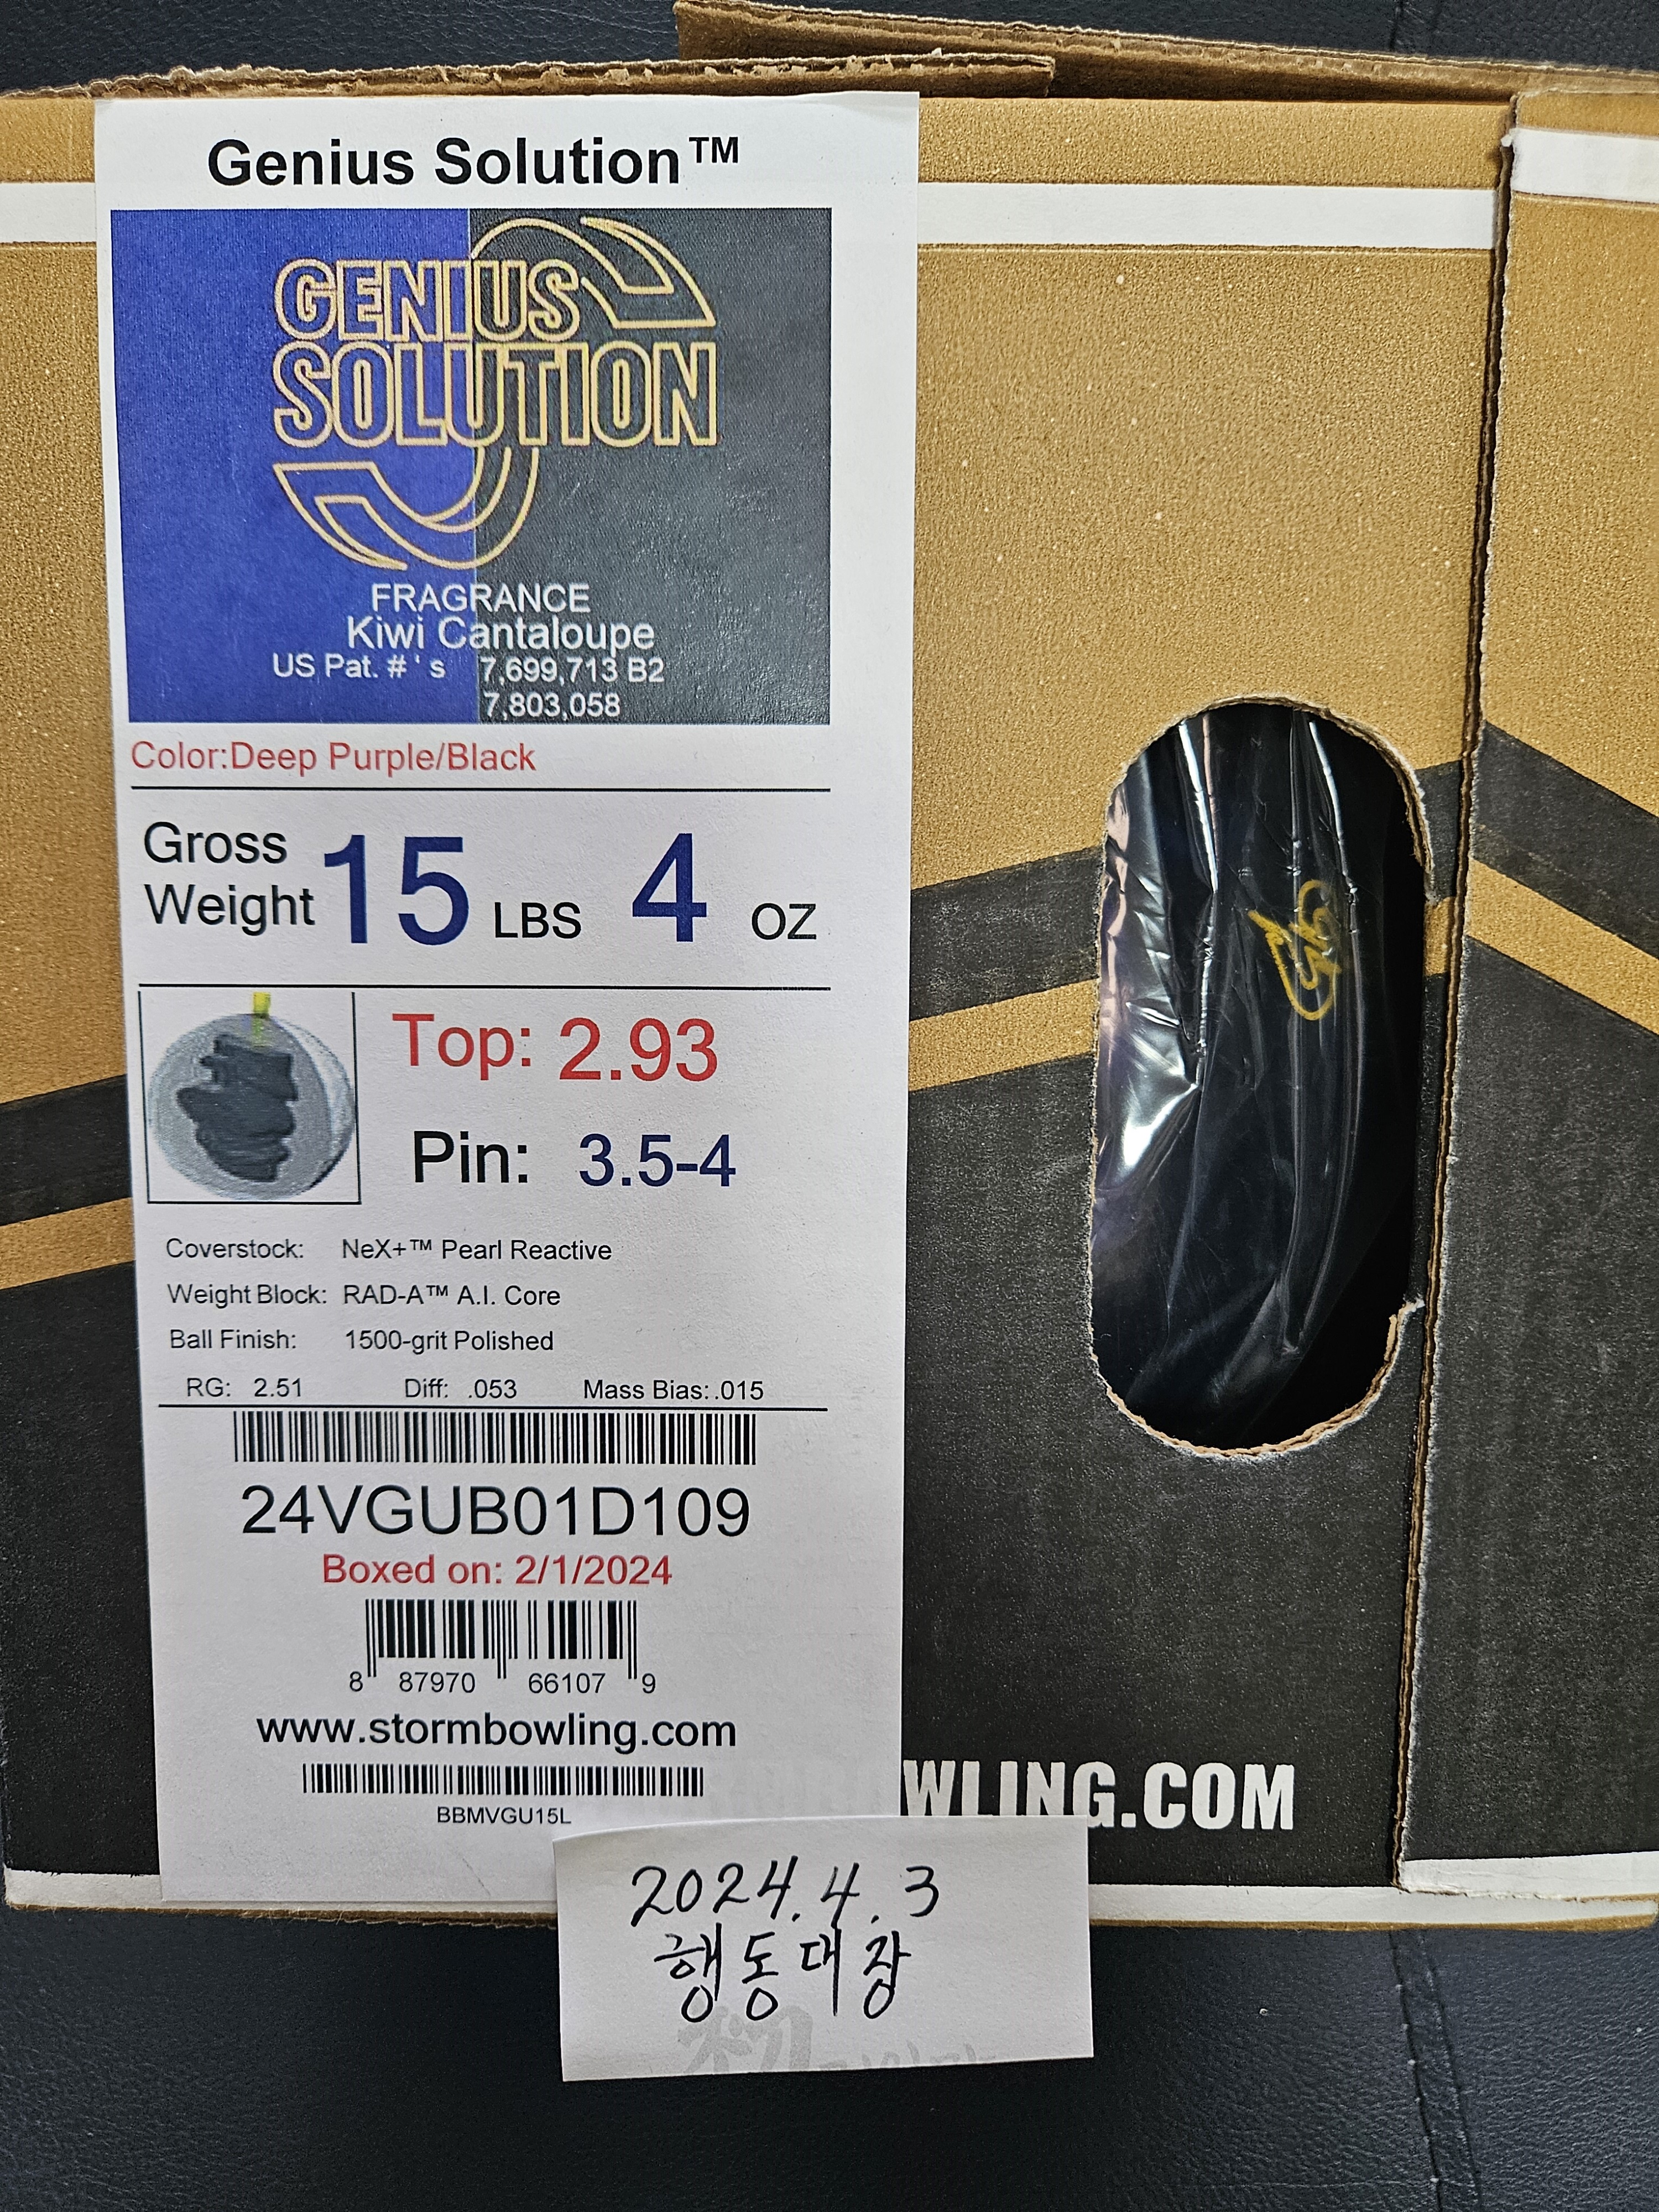 Genius Solution™
GENIUS
SOLUTION
FRAGRANCE
Kiwi Cantaloupe
US Pat. # ' s 7,699,713 B2
7,803,058
Color:Deep Purple/Black
Gross
Weight 15 LBS 4 OZ
Top: 2.93
Pin: 3.5-4
Coverstock: NeX+™ Pearl Reactive
Weight Block: RAD-A™ A.I. Core
Ball Finish: 1500-grit Polished
RG: 2.51 Diff: .053 Mass Bias:.015
24VGUB01D109
Boxed on: 2/1/2024
8 87970 66107 9
www.stormbowling.com
BBMVGU15L
WLING.COM
2024.4.3
행동대장